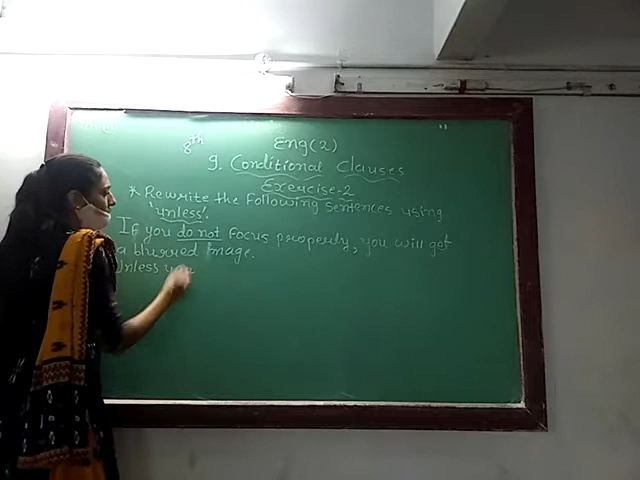 8th Eng(2)
9. Conditional Clauses
Exercise-2
* Rewrite the following sentences using
'unless'.
If you do not focus properly, you will get
a blurred image.
Unless you